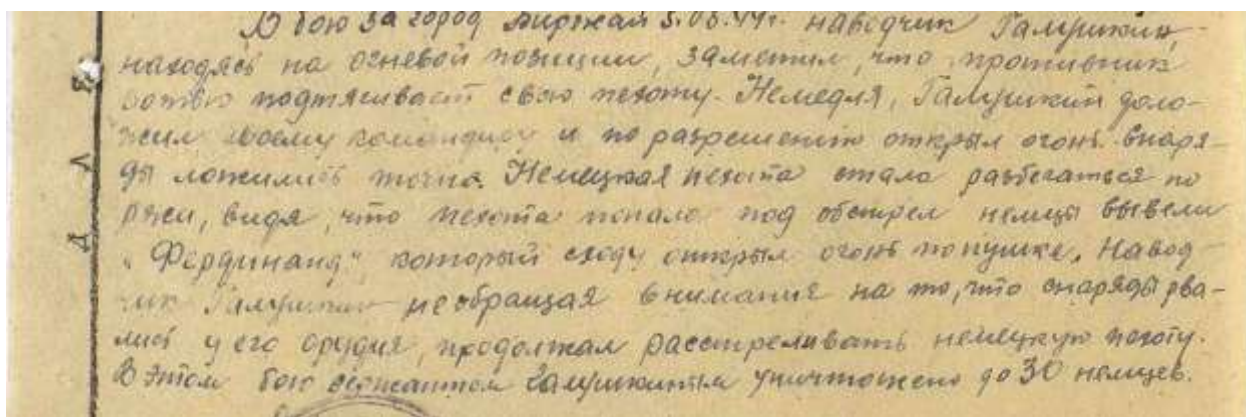 В бою за город Биржай 5.08.44г. наводчик Галушкин,
находясь на огневой позиции, заметил, что противник
подтягивает свою пехоту. Немедля, Галушкин доло-
жил своему командиру и по разрешению открыл огонь. Снаря-
ды ложились точно. Немецкая пехота стала разбегаться по
ржи, видя, что пехота попала под обстрел немцы вывели
"Фердинанд", который сходу открыл огонь по пушке. Навод-
чик Галушкин не обращая внимания на то, что снаряды рва-
лись у его орудия, продолжал расстреливать немецкую пехоту.
В этом бою сержантом Галушкиным уничтожено до 30 немцев.